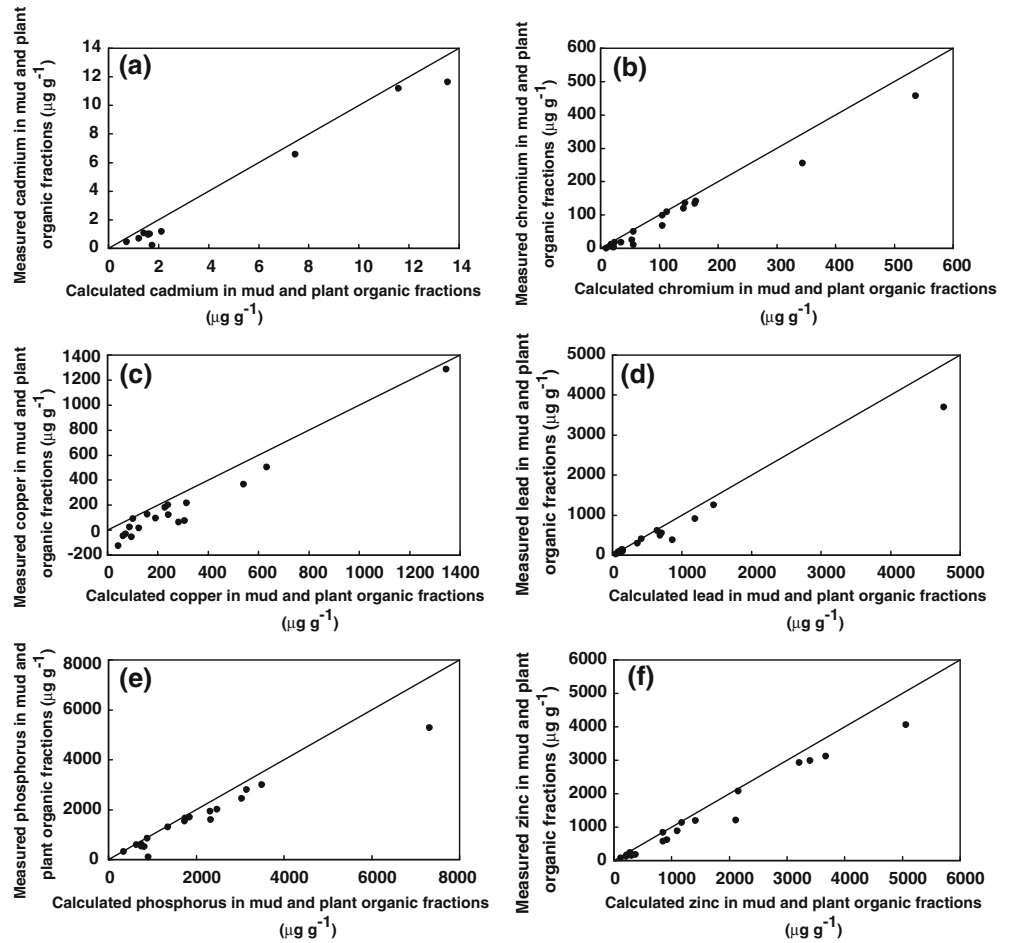 Measured cadmium in mud and plant
organic fractions (µg g-1)
14
12
10
8
6
4
2
0
(a)
0 2 4 6 8 10 12 14
Calculated cadmium in mud and plant organic fractions
(µg g-1)
Measured chromium in mud and plant
organic fractions (µg g-1)
600
500
400
300
200
100
0
(b)
0 100 200 300 400 500 600
Calculated chromium in mud and plant organic fractions
(µg g-1)
Measured copper in mud and plant
organic fractions (µg g-1)
1400
1200
1000
800
600
400
200
0
-200
(c)
0 200 400 600 800 1000 1200 1400
Calculated copper in mud and plant organic fractions
(µg g-1)
Measured lead in mud and plant
organic fractions (µg g-1)
5000
4000
3000
2000
1000
0
(d)
0 1000 2000 3000 4000 5000
Calculated lead in mud and plant organic fractions
(µg g-1)
Measured phosphorus in mud and
plant organic fractions (µg g-1)
8000
6000
4000
2000
0
(e)
0 2000 4000 6000 8000
Calculated phosphorus in mud and plant organic fractions
(µg g-1)
Measured zinc in mud and plant
organic fractions (µg g-1)
6000
5000
4000
3000
2000
1000
0
(f)
0 1000 2000 3000 4000 5000 6000
Calculated zinc in mud and plant organic fractions
(µg g-1)